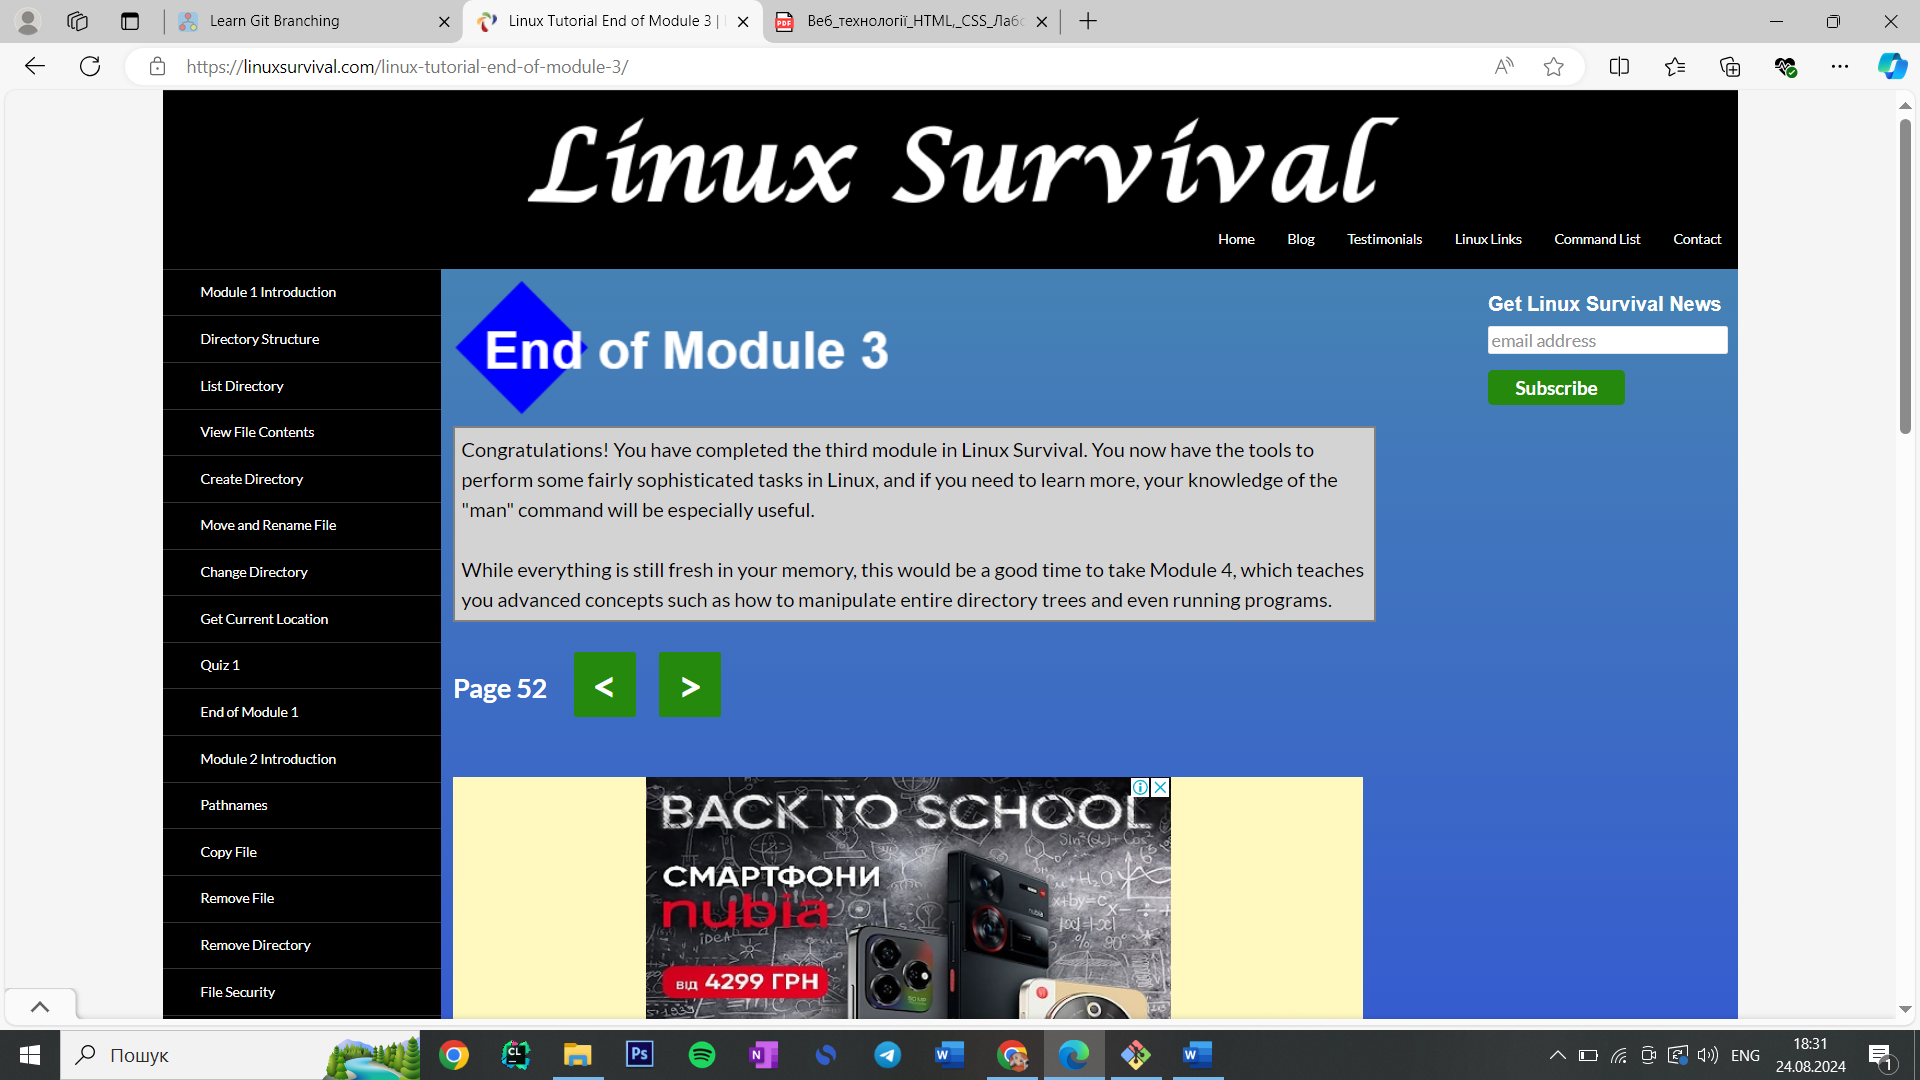 Learn Git Branching
Linux Tutorial End of Module 3 |
Веб_технології_HTML,_CSS_Лабо
https://linuxsurvival.com/linux-tutorial-end-of-module-3/
Linux Survival
Home
Blog
Testimonials
Linux Links
Command List
Contact
Module 1 Introduction
Directory Structure
List Directory
View File Contents
Create Directory
Move and Rename File
Change Directory
Get Current Location
Quiz 1
End of Module 1
Module 2 Introduction
Pathnames
Copy File
Remove File
Remove Directory
File Security
End of Module 3
Congratulations! You have completed the third module in Linux Survival. You now have the tools to
perform some fairly sophisticated tasks in Linux, and if you need to learn more, your knowledge of the
"man" command will be especially useful.
While everything is still fresh in your memory, this would be a good time to take Module 4, which teaches
you advanced concepts such as how to manipulate entire directory trees and even running programs.
Page 52
<
>
Get Linux Survival News
email address
Subscribe
BACK TO SCHOOL
СМАРТФОНИ
nubia
від 4299 ГРН
Пошук
ENG
18:31
24.08.2024
1